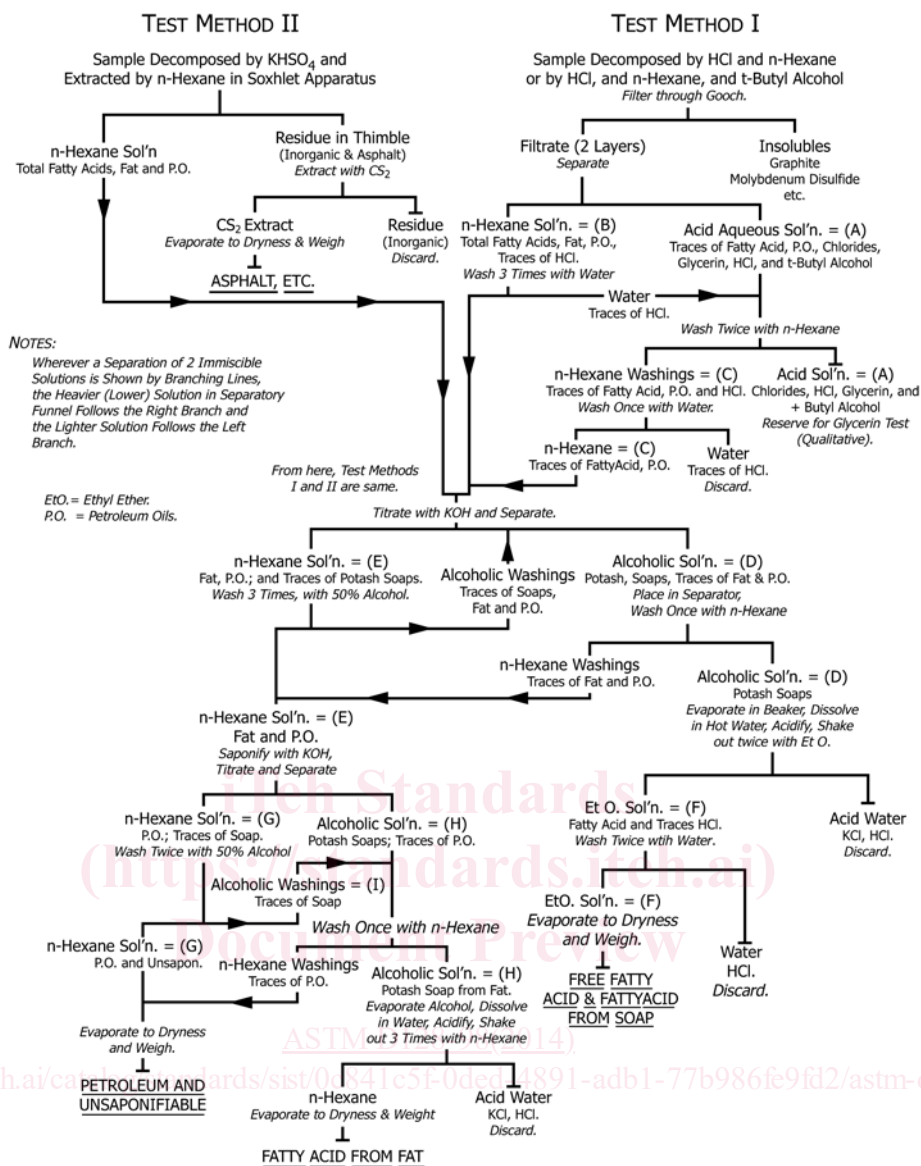 TEST METHOD II
Sample Decomposed by KHSO4 and
Extracted by n-Hexane in Soxhlet Apparatus
n-Hexane Sol'n
Total Fatty Acids, Fat and P.O.
Residue in Thimble
(Inorganic & Asphalt)
Extract with CS2
CS2 Extract
Evaporate to Dryness & Weigh
ASPHALT, ETC.
Residue
(Inorganic)
Discard.
TEST METHOD I
Sample Decomposed by HCl and n-Hexane
or by HCl, and n-Hexane, and t-Butyl Alcohol
Filter through Gooch.
Filtrate (2 Layers)
Separate
Insolubles
Graphite
Molybdenum Disulfide
etc.
n-Hexane Sol'n. = (B)
Total Fatty Acids, Fat, P.O.,
Traces of HCl.
Wash 3 Times with Water
Acid Aqueous Sol'n. = (A)
Traces of Fatty Acid, P.O., Chlorides,
Glycerin, HCl, and t-Butyl Alcohol
Water
Traces of HCl.
Wash Twice with n-Hexane
n-Hexane Washings = (C)
Traces of Fatty Acid, P.O. and HCl.
Wash Once with Water.
Acid Sol'n. = (A)
Chlorides, HCl, Glycerin, and
+ Butyl Alcohol
Reserve for Glycerin Test
(Qualitative).
n-Hexane = (C)
Traces of FattyAcid, P.O.
Water
Traces of HCl.
Discard.
NOTES:
Wherever a Separation of 2 Immiscible
Solutions is Shown by Branching Lines,
the Heavier (Lower) Solution in Separatory
Funnel Follows the Right Branch and
the Lighter Solution Follows the Left
Branch.
EtO.= Ethyl Ether.
P.O. = Petroleum Oils.
From here, Test Methods
I and II are same.
Titrate with KOH and Separate.
n-Hexane Sol'n. = (E)
Fat, P.O.; and Traces of Potash Soaps.
Wash 3 Times, with 50% Alcohol.
Alcoholic Washings
Traces of Soaps,
Fat and P.O.
Alcoholic Sol'n. = (D)
Potash, Soaps, Traces of Fat & P.O.
Place in Separator,
Wash Once with n-Hexane
n-Hexane Washings
Traces of Fat and P.O.
Alcoholic Sol'n. = (D)
Potash Soaps
Evaporate in Beaker, Dissolve
in Hot Water, Acidify, Shake
out twice with Et O.
n-Hexane Sol'n. = (E)
Fat and P.O.
Saponify with KOH,
Titrate and Separate
Et O. Sol'n. = (F)
Fatty Acid and Traces HCl.
Wash Twice wtih Water.
Acid Water
KCl, HCl.
Discard.
n-Hexane Sol'n. = (G)
P.O.; Traces of Soap.
Wash Twice with 50% Alcohol
Alcoholic Sol'n. = (H)
Potash Soaps; Traces of P.O.
Alcoholic Washings = (I)
Traces of Soap
Wash Once with n-Hexane
EtO. Sol'n. = (F)
Evaporate to Dryness
and Weigh.
FREE FATTY
ACID & FATTYACID
FROM SOAP
Water
HCl.
Discard.
n-Hexane Sol'n. = (G)
P.O. and Unsapon.
n-Hexane Washings
Traces of P.O.
Alcoholic Sol'n. = (H)
Potash Soap from Fat.
Evaporate Alcohol, Dissolve
in Water, Acidify, Shake
out 3 Times with n-Hexane
Evaporate to Dryness
and Weigh.
PETROLEUM AND
UNSAPONIFIABLE
n-Hexane
Evaporate to Dryness & Weight
FATTY ACID FROM FAT
Acid Water
KCl, HCl.
Discard.
iTeh Standards
(https://standards.iteh.ai)
Document Preview